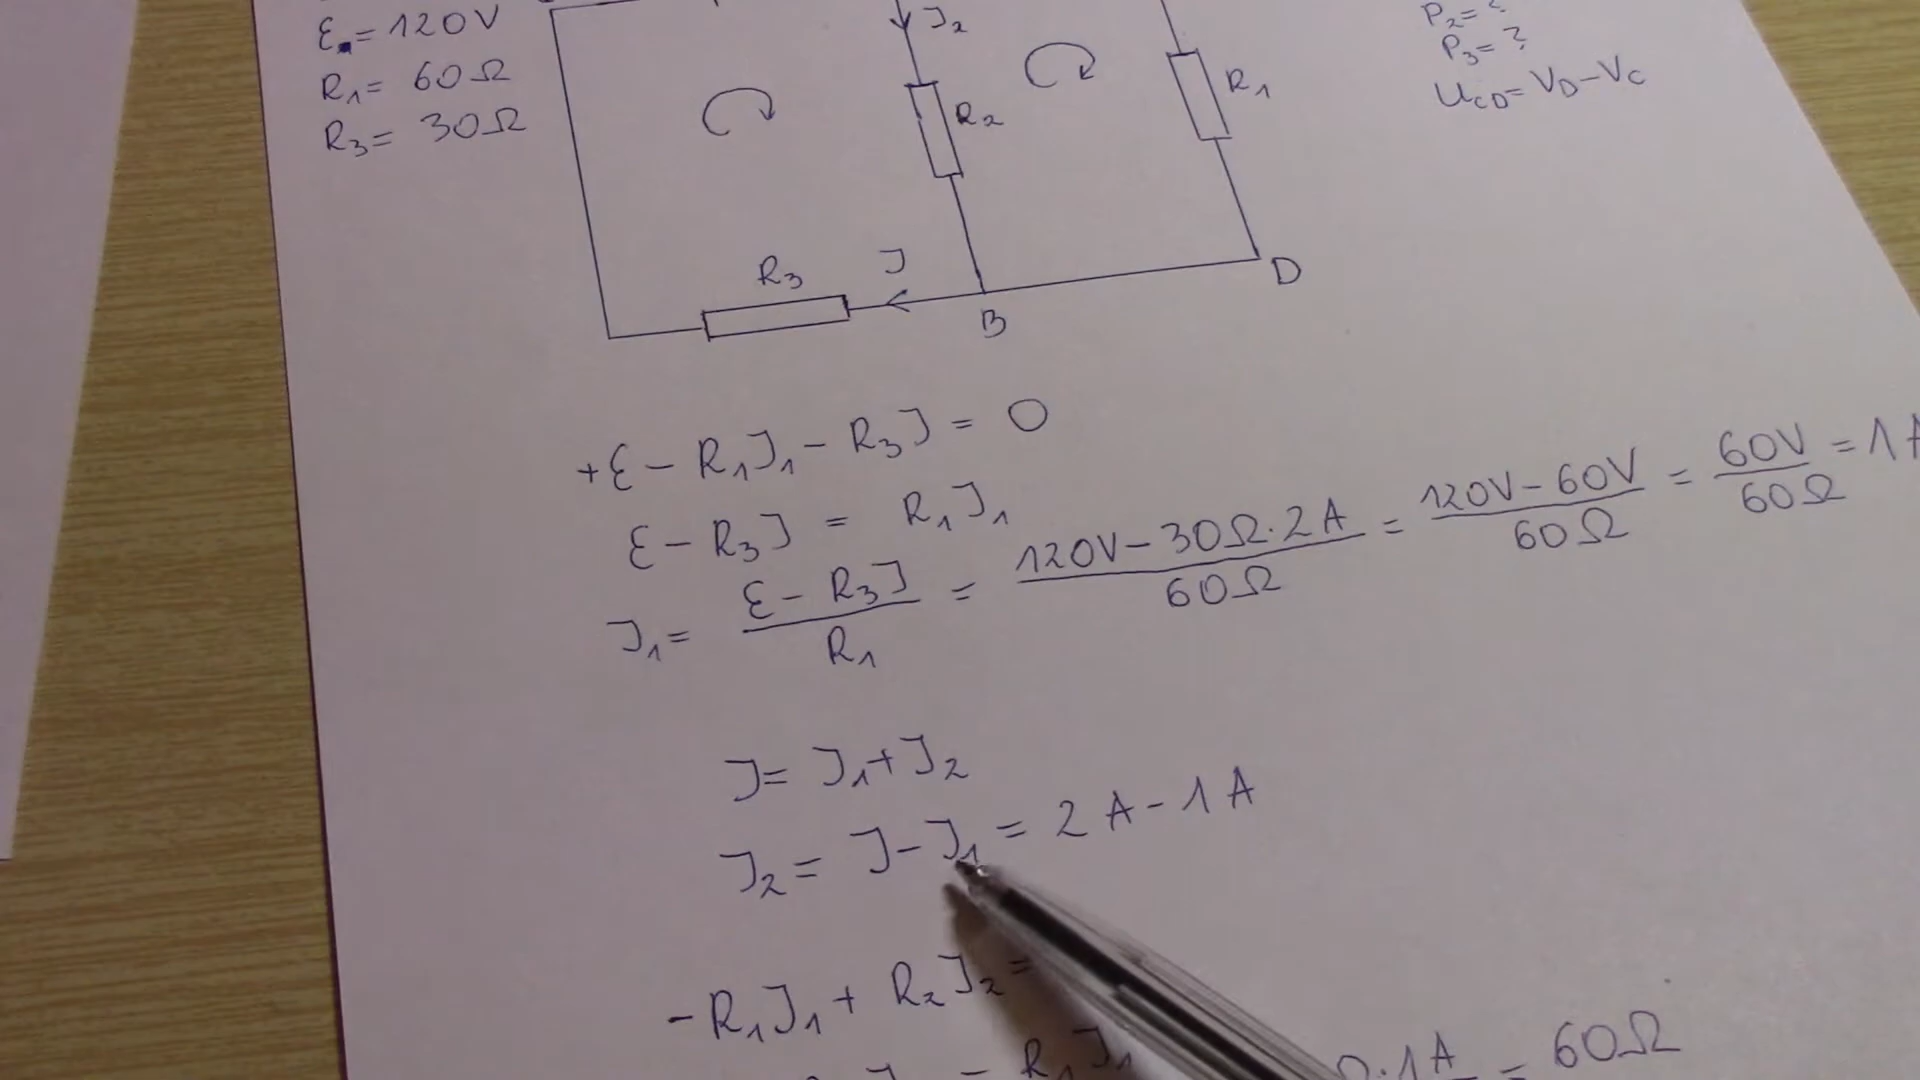 ε = 120V
R₁ = 60Ω
R₃ = 30Ω
J₂
R₂
R₁
P₂ = ?
P₃ = ?
U_CD = V_D − V_C
R₃
J
B
D
+ε − R₁J₁ − R₃J = 0
ε − R₃J = R₁J₁
J₁ = (ε − R₃J)/R₁ = (120V − 30Ω·2A)/60Ω = (120V − 60V)/60Ω = 60V/60Ω = 1A
J = J₁ + J₂
J₂ = J − J₁ = 2A − 1A
−R₁J₁ + R₂J₂ =
R₁J₁
·1A = 60Ω